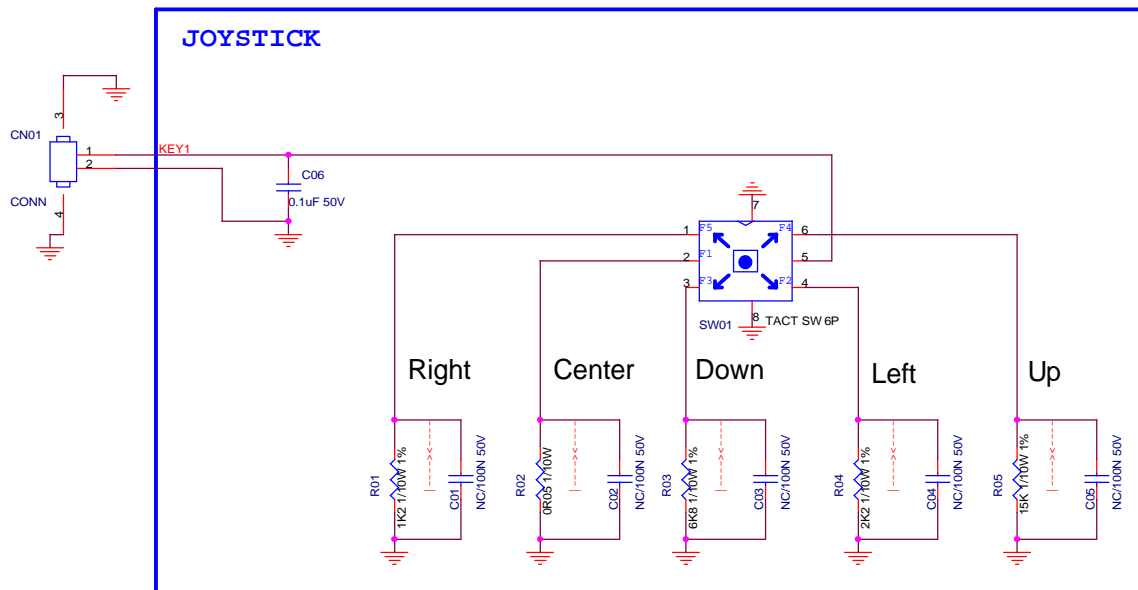 JOYSTICK
3
CN01
1
KEY1
2
C06
0.1uF 50V
CONN
4
7
1
F5
F4
6
2
F1
5
3
F3
F2
4
SW01
8
TACT SW 6P
Right
Center
Down
Left
Up
R01
1K2 1/10W 1%
C01
NC/100N 50V
R02
0R05 1/10W
C02
NC/100N 50V
R03
6K8 1/10W 1%
C03
NC/100N 50V
R04
2K2 1/10W 1%
C04
NC/100N 50V
R05
15K 1/10W 1%
C05
NC/100N 50V